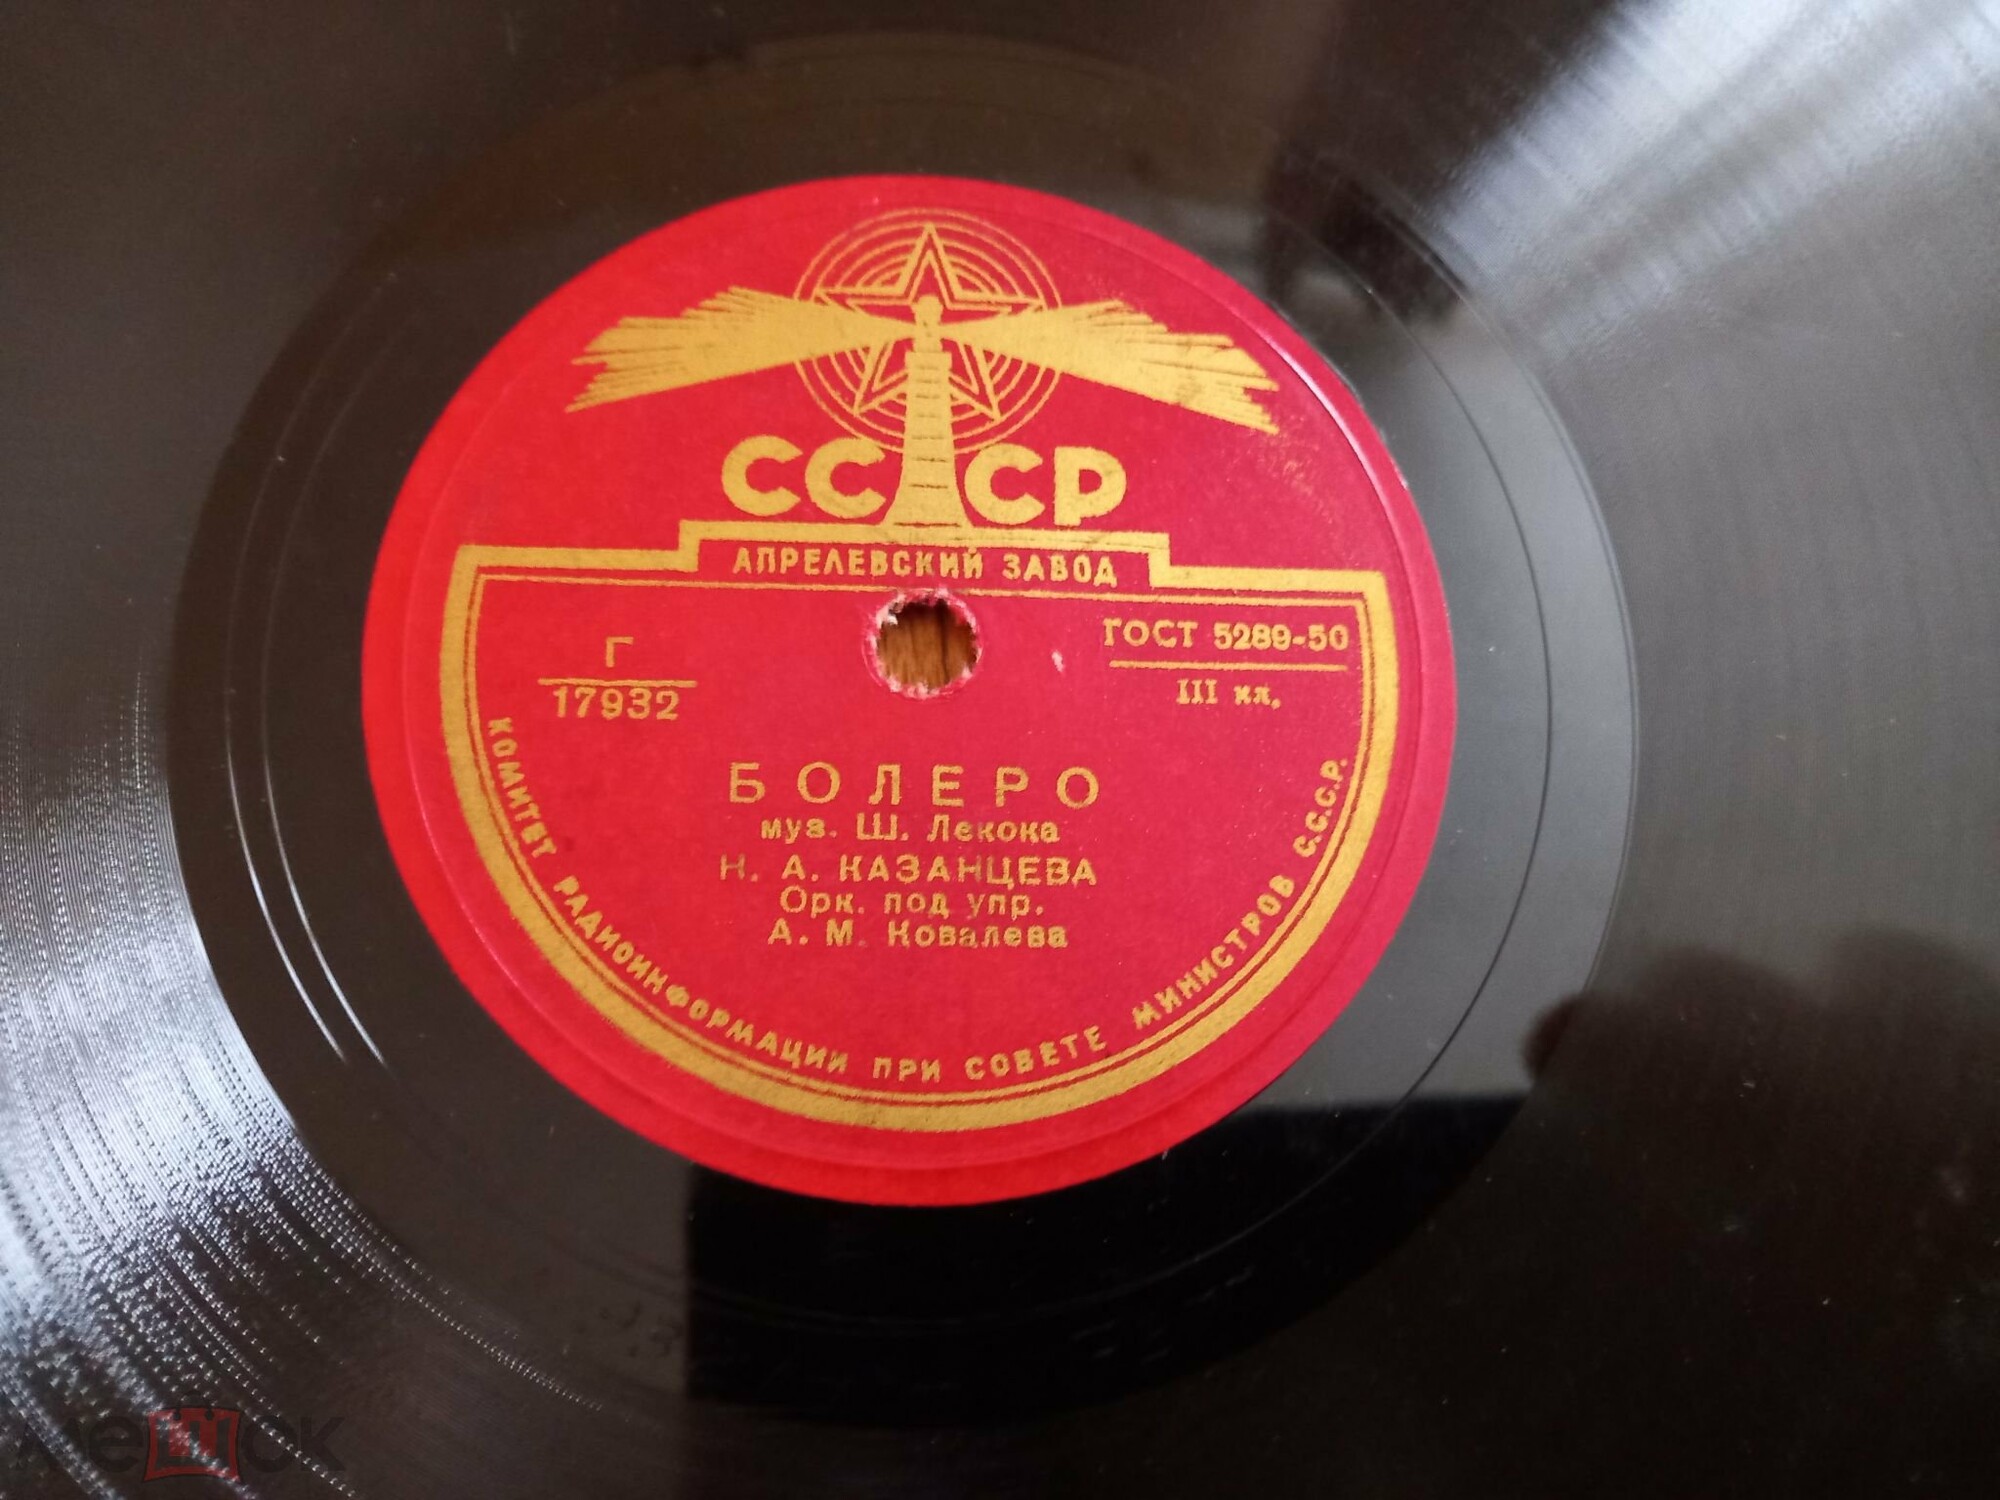 СССР
АПРЕЛЕВСКИЙ ЗАВОД
Г
17932
ГОСТ 5289-50
III кл.
БОЛЕРО
муз. Ш. Лекока
Н. А. КАЗАНЦЕВА
Орк. под упр.
А. М. Ковалева
КОМИТЕТ РАДИОИНФОРМАЦИИ ПРИ СОВЕТЕ МИНИСТРОВ С.С.С.Р.
мешок